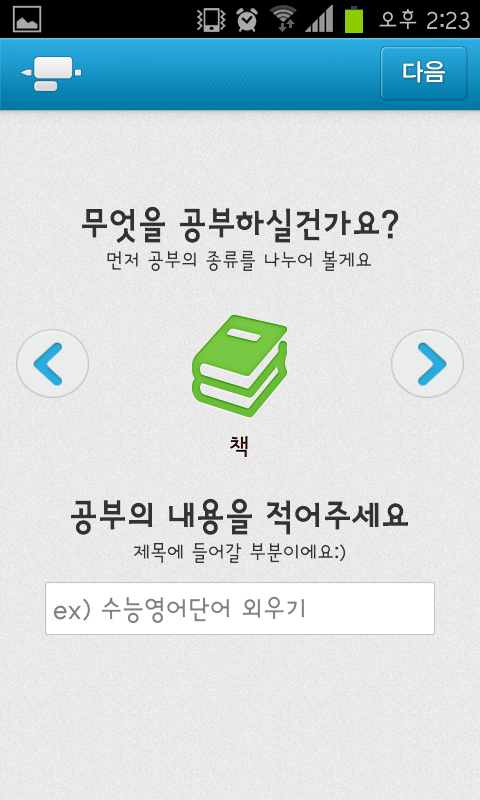 오후 2:23
다음
무엇을 공부하실건가요?
먼저 공부의 종류를 나누어 볼게요
책
공부의 내용을 적어주세요
제목에 들어갈 부분이에요:)
ex) 수능영어단어 외우기